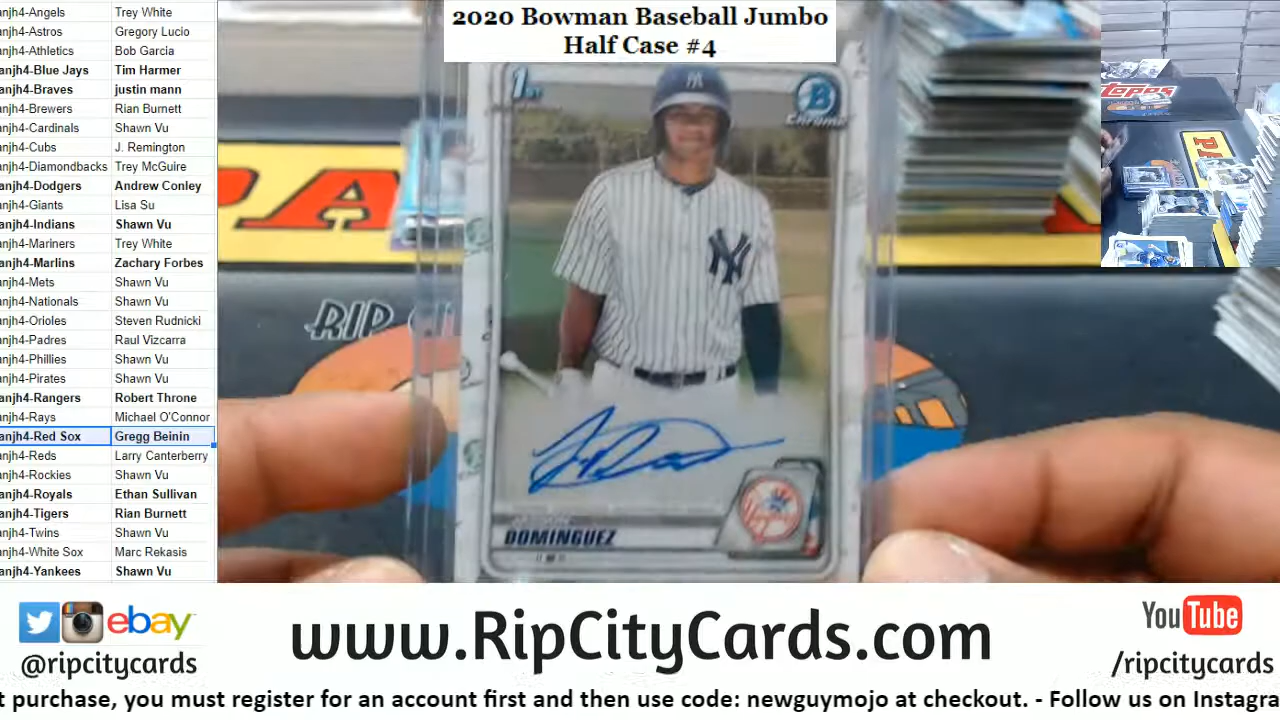 2020 Bowman Baseball Jumbo
Half Case #4
anjh4-Angels Trey White
anjh4-Astros Gregory Lucio
anjh4-Athletics Bob Garcia
anjh4-Blue Jays Tim Harmer
anjh4-Braves justin mann
anjh4-Brewers Rian Burnett
anjh4-Cardinals Shawn Vu
anjh4-Cubs J. Remington
anjh4-Diamondbacks Trey McGuire
anjh4-Dodgers Andrew Conley
anjh4-Giants Lisa Su
anjh4-Indians Shawn Vu
anjh4-Mariners Trey White
anjh4-Marlins Zachary Forbes
anjh4-Mets Shawn Vu
anjh4-Nationals Shawn Vu
anjh4-Orioles Steven Rudnicki
anjh4-Padres Raul Vizcarra
anjh4-Phillies Shawn Vu
anjh4-Pirates Shawn Vu
anjh4-Rangers Robert Throne
anjh4-Rays Michael O'Connor
anjh4-Red Sox Gregg Beinin
anjh4-Reds Larry Canterberry
anjh4-Rockies Shawn Vu
anjh4-Royals Ethan Sullivan
anjh4-Tigers Rian Burnett
anjh4-Twins Shawn Vu
anjh4-White Sox Marc Rekasis
anjh4-Yankees Shawn Vu
1st
B
Chrome
NY
NY
PA
RIP
DOMINGUEZ
Topps
ebay
@ripcitycards
www.RipCityCards.com
YouTube
/ripcitycards
t purchase, you must register for an account first and then use code: newguymojo at checkout. - Follow us on Instagra